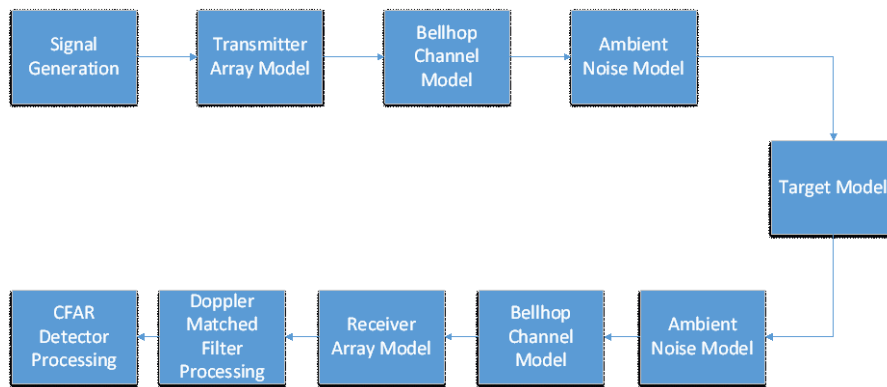 Signal
Generation
Transmitter
Array Model
Bellhop
Channel
Model
Ambient
Noise Model
Target Model
CFAR
Detector
Processing
Doppler
Matched
Filter
Processing
Receiver
Array Model
Bellhop
Channel
Model
Ambient
Noise Model